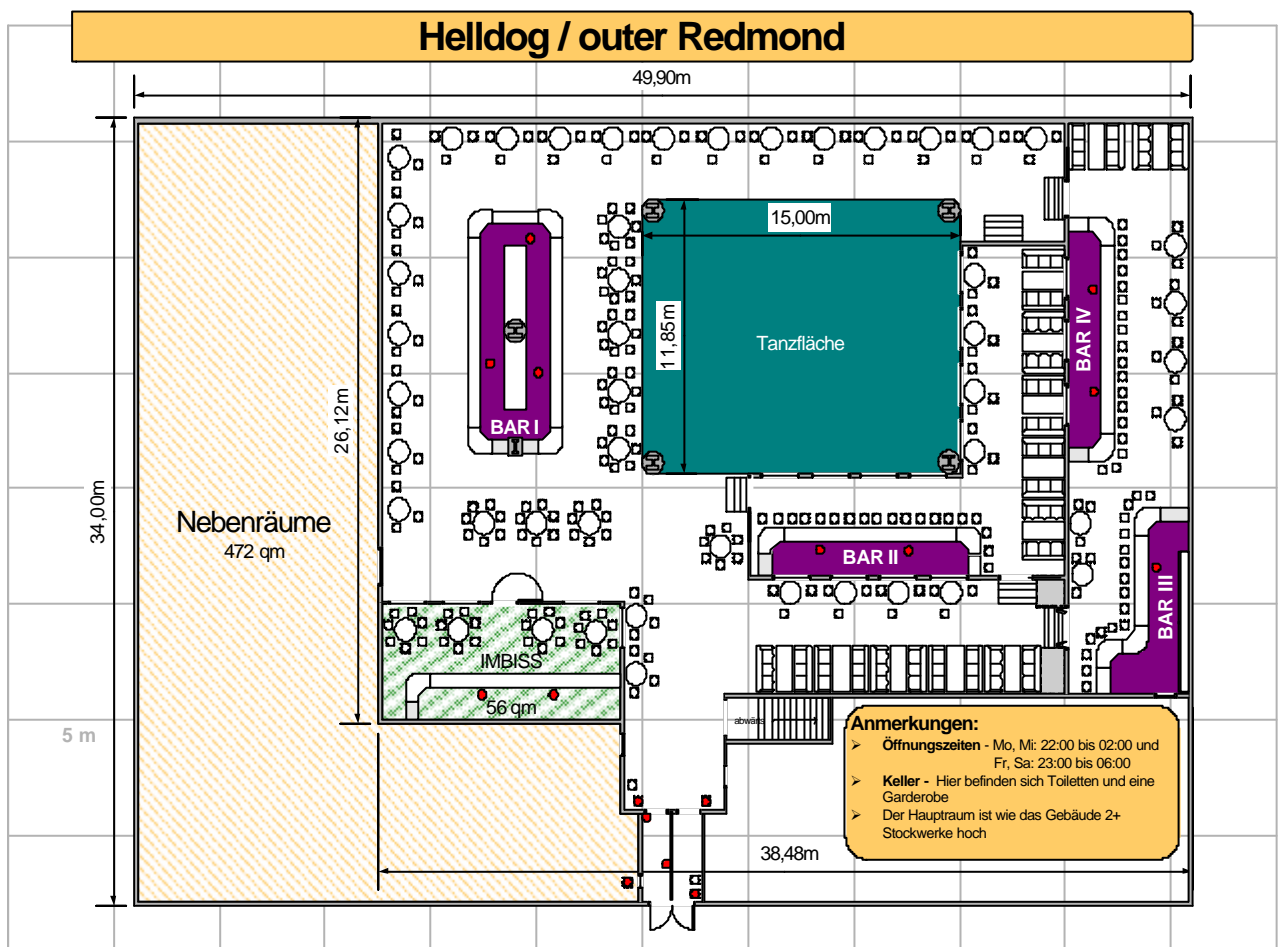 Helldog / outer Redmond
49,90m
15,00m
11,85m
Tanzfläche
BAR IV
BAR I
26,12m
34,00m
Nebenräume
472 qm
BAR II
BAR III
IMBISS
56 qm
5 m
abwärts
Anmerkungen:
➢ Öffnungszeiten - Mo, Mi: 22:00 bis 02:00 und
Fr, Sa: 23:00 bis 06:00
➢ Keller - Hier befinden sich Toiletten und eine
Garderobe
➢ Der Hauptraum ist wie das Gebäude 2+
Stockwerke hoch
38,48m